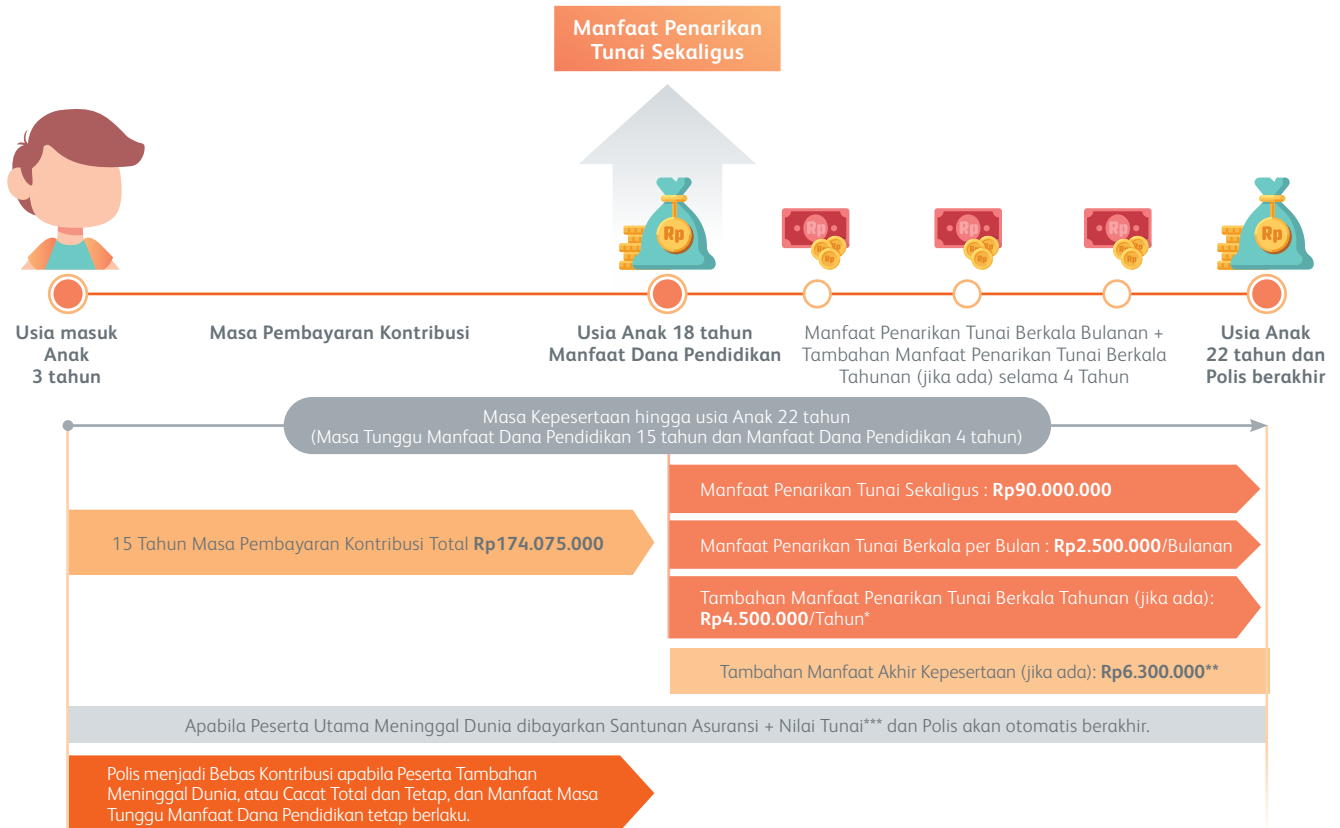 Manfaat Penarikan
Tunai Sekaligus
Rp
Rp
Rp
Rp
Rp
Rp
Rp
Rp
Usia masuk
Anak
3 tahun
Masa Pembayaran Kontribusi
Usia Anak 18 tahun
Manfaat Dana Pendidikan
Manfaat Penarikan Tunai Berkala Bulanan +
Tambahan Manfaat Penarikan Tunai Berkala
Tahunan (jika ada) selama 4 Tahun
Usia Anak
22 tahun dan
Polis berakhir
Masa Kepesertaan hingga usia Anak 22 tahun
(Masa Tunggu Manfaat Dana Pendidikan 15 tahun dan Manfaat Dana Pendidikan 4 tahun)
Manfaat Penarikan Tunai Sekaligus : Rp90.000.000
15 Tahun Masa Pembayaran Kontribusi Total Rp174.075.000
Manfaat Penarikan Tunai Berkala per Bulan : Rp2.500.000/Bulanan
Tambahan Manfaat Penarikan Tunai Berkala Tahunan (jika ada):
Rp4.500.000/Tahun*
Tambahan Manfaat Akhir Kepesertaan (jika ada): Rp6.300.000**
Apabila Peserta Utama Meninggal Dunia dibayarkan Santunan Asuransi + Nilai Tunai*** dan Polis akan otomatis berakhir.
Polis menjadi Bebas Kontribusi apabila Peserta Tambahan
Meninggal Dunia, atau Cacat Total dan Tetap, dan Manfaat Masa
Tunggu Manfaat Dana Pendidikan tetap berlaku.